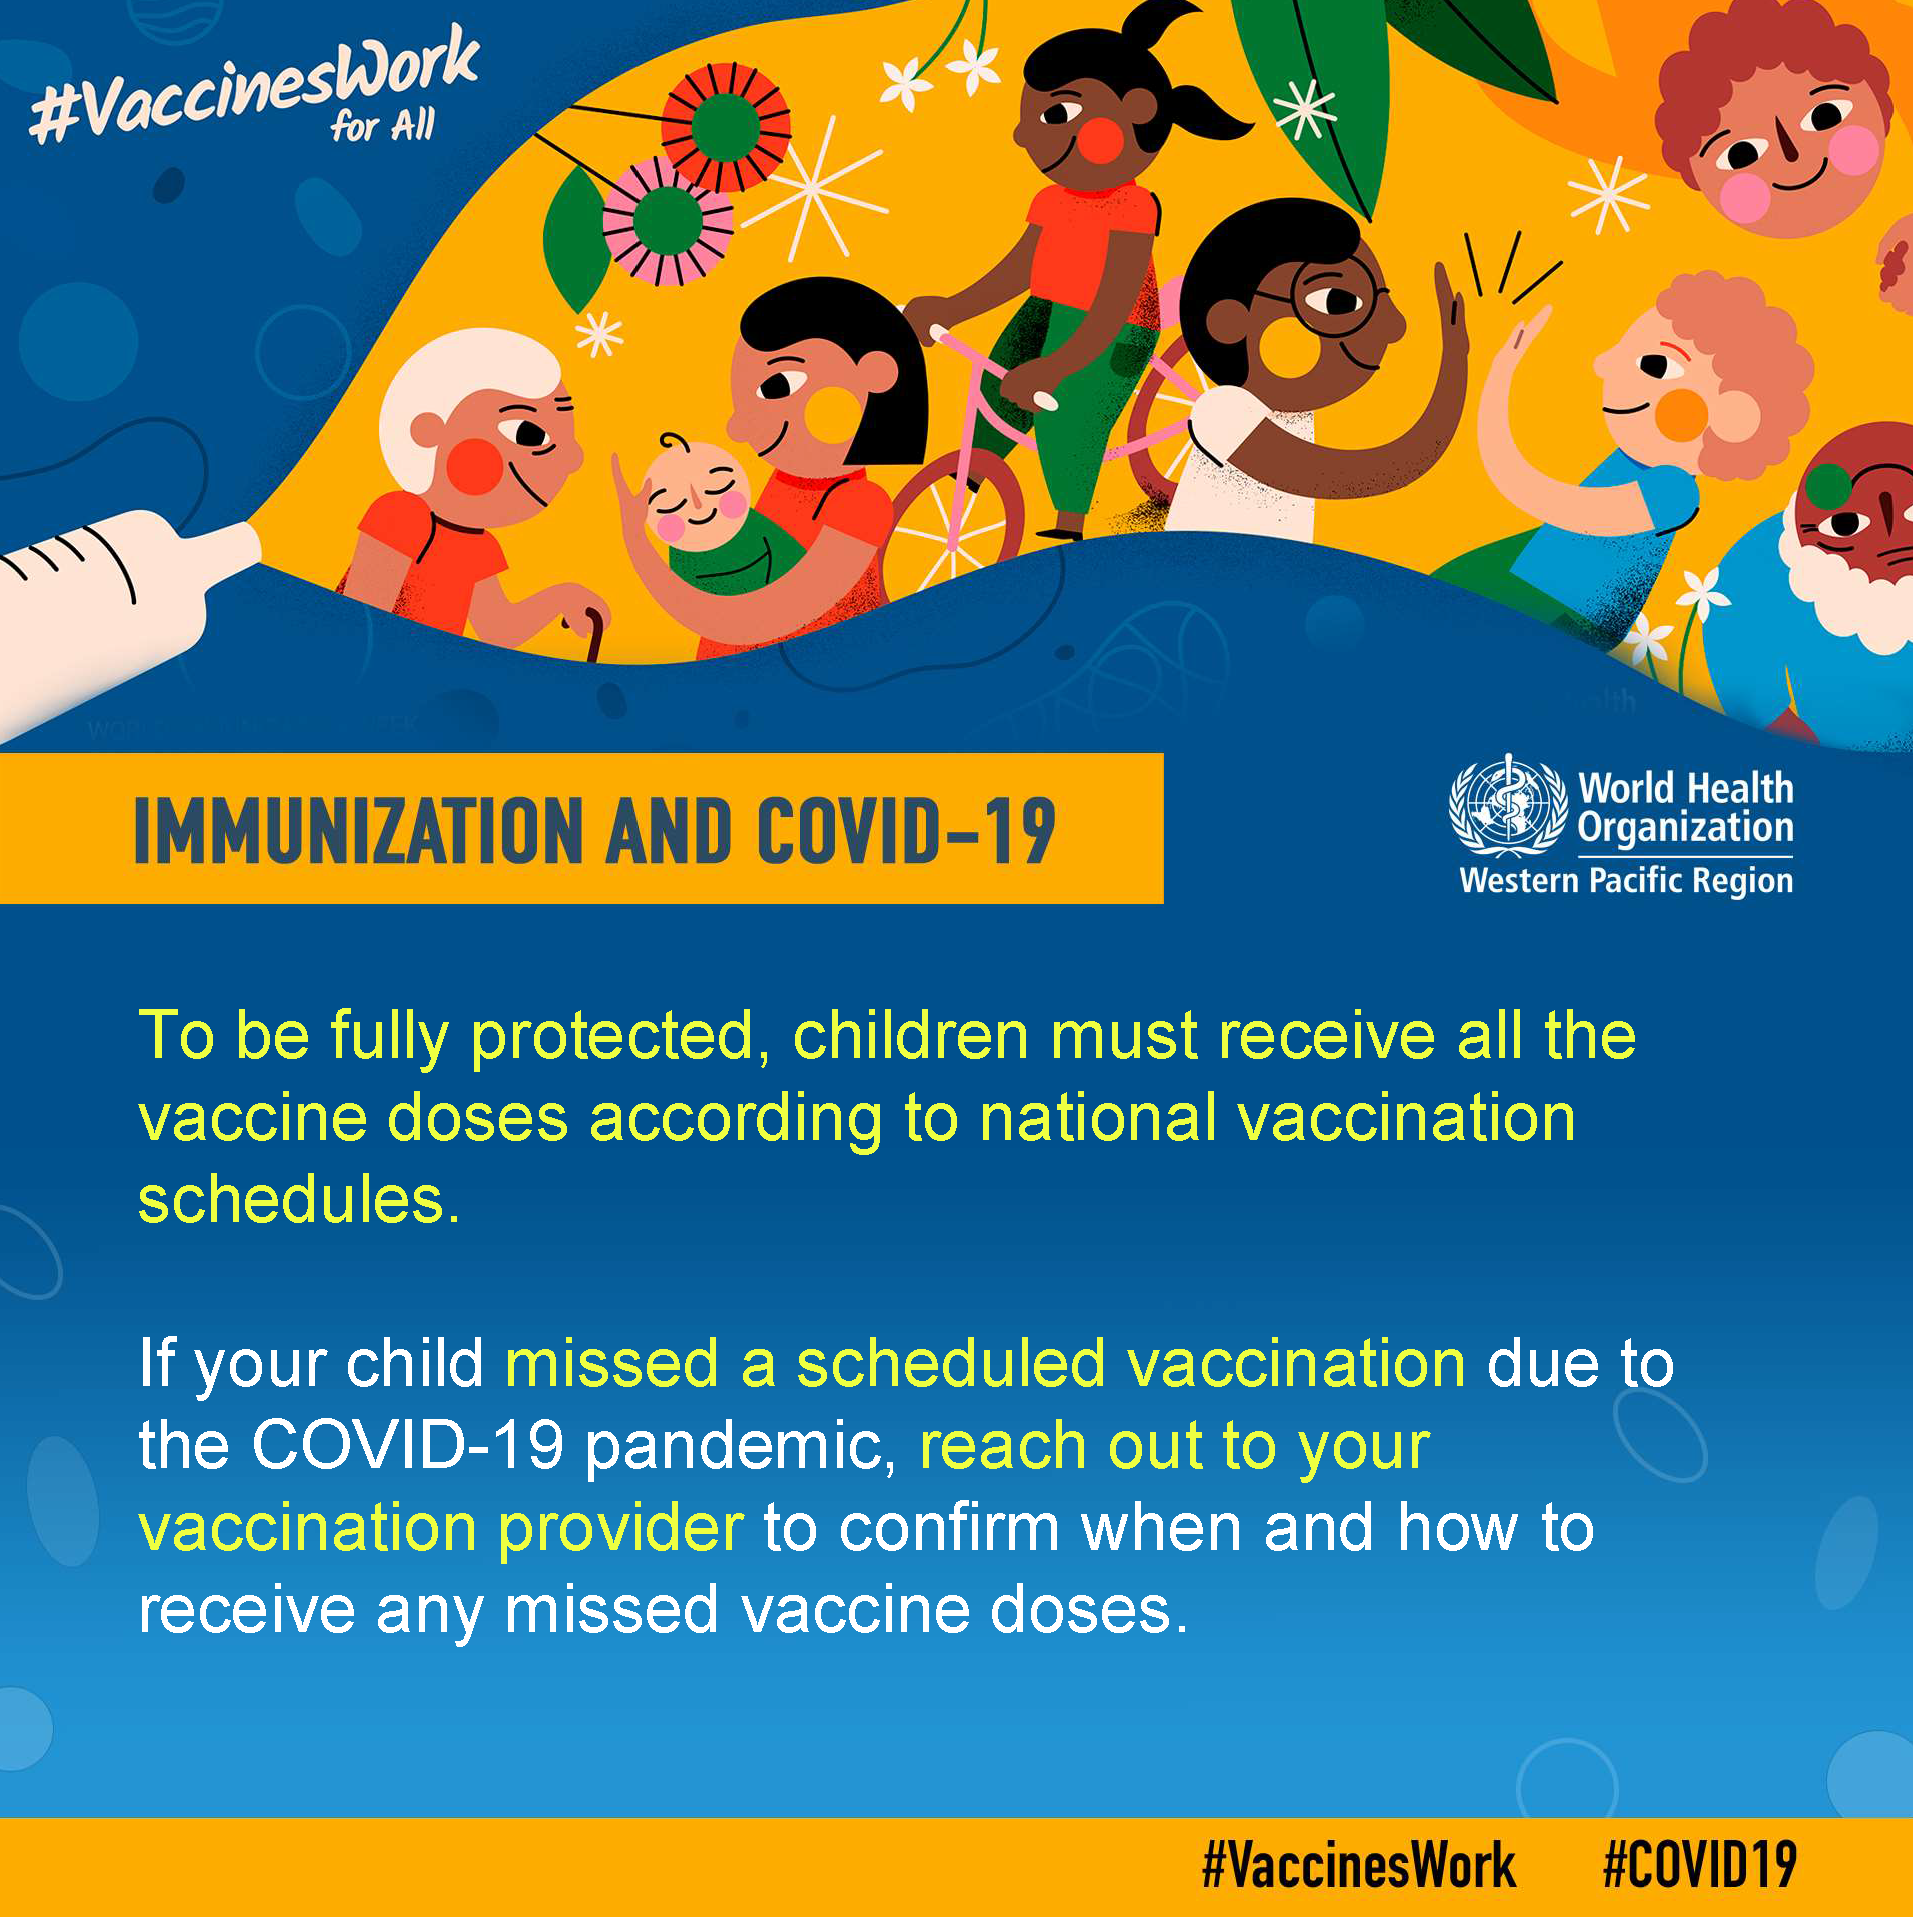 #VaccinesWork
for All
IMMUNIZATION AND COVID-19
World Health
Organization
Western Pacific Region
To be fully protected, children must receive all the
vaccine doses according to national vaccination
schedules.
If your child missed a scheduled vaccination due to
the COVID-19 pandemic, reach out to your
vaccination provider to confirm when and how to
receive any missed vaccine doses.
#VaccinesWork #COVID19